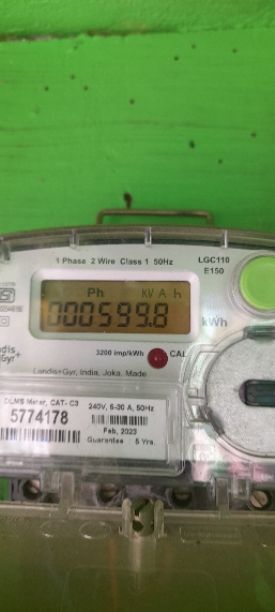 1 Phase 2 Wire Class 1 50Hz
LGC110
E150
Ph KV A h
000599.8
kWh
3200 imp/kWh
CAL
Landis+Gyr, India, Joka, Made
DLMS Meter, CAT- C3
5774178
240V, 5-30 A, 50Hz
Feb, 2023
Guarantee 5 Yrs.